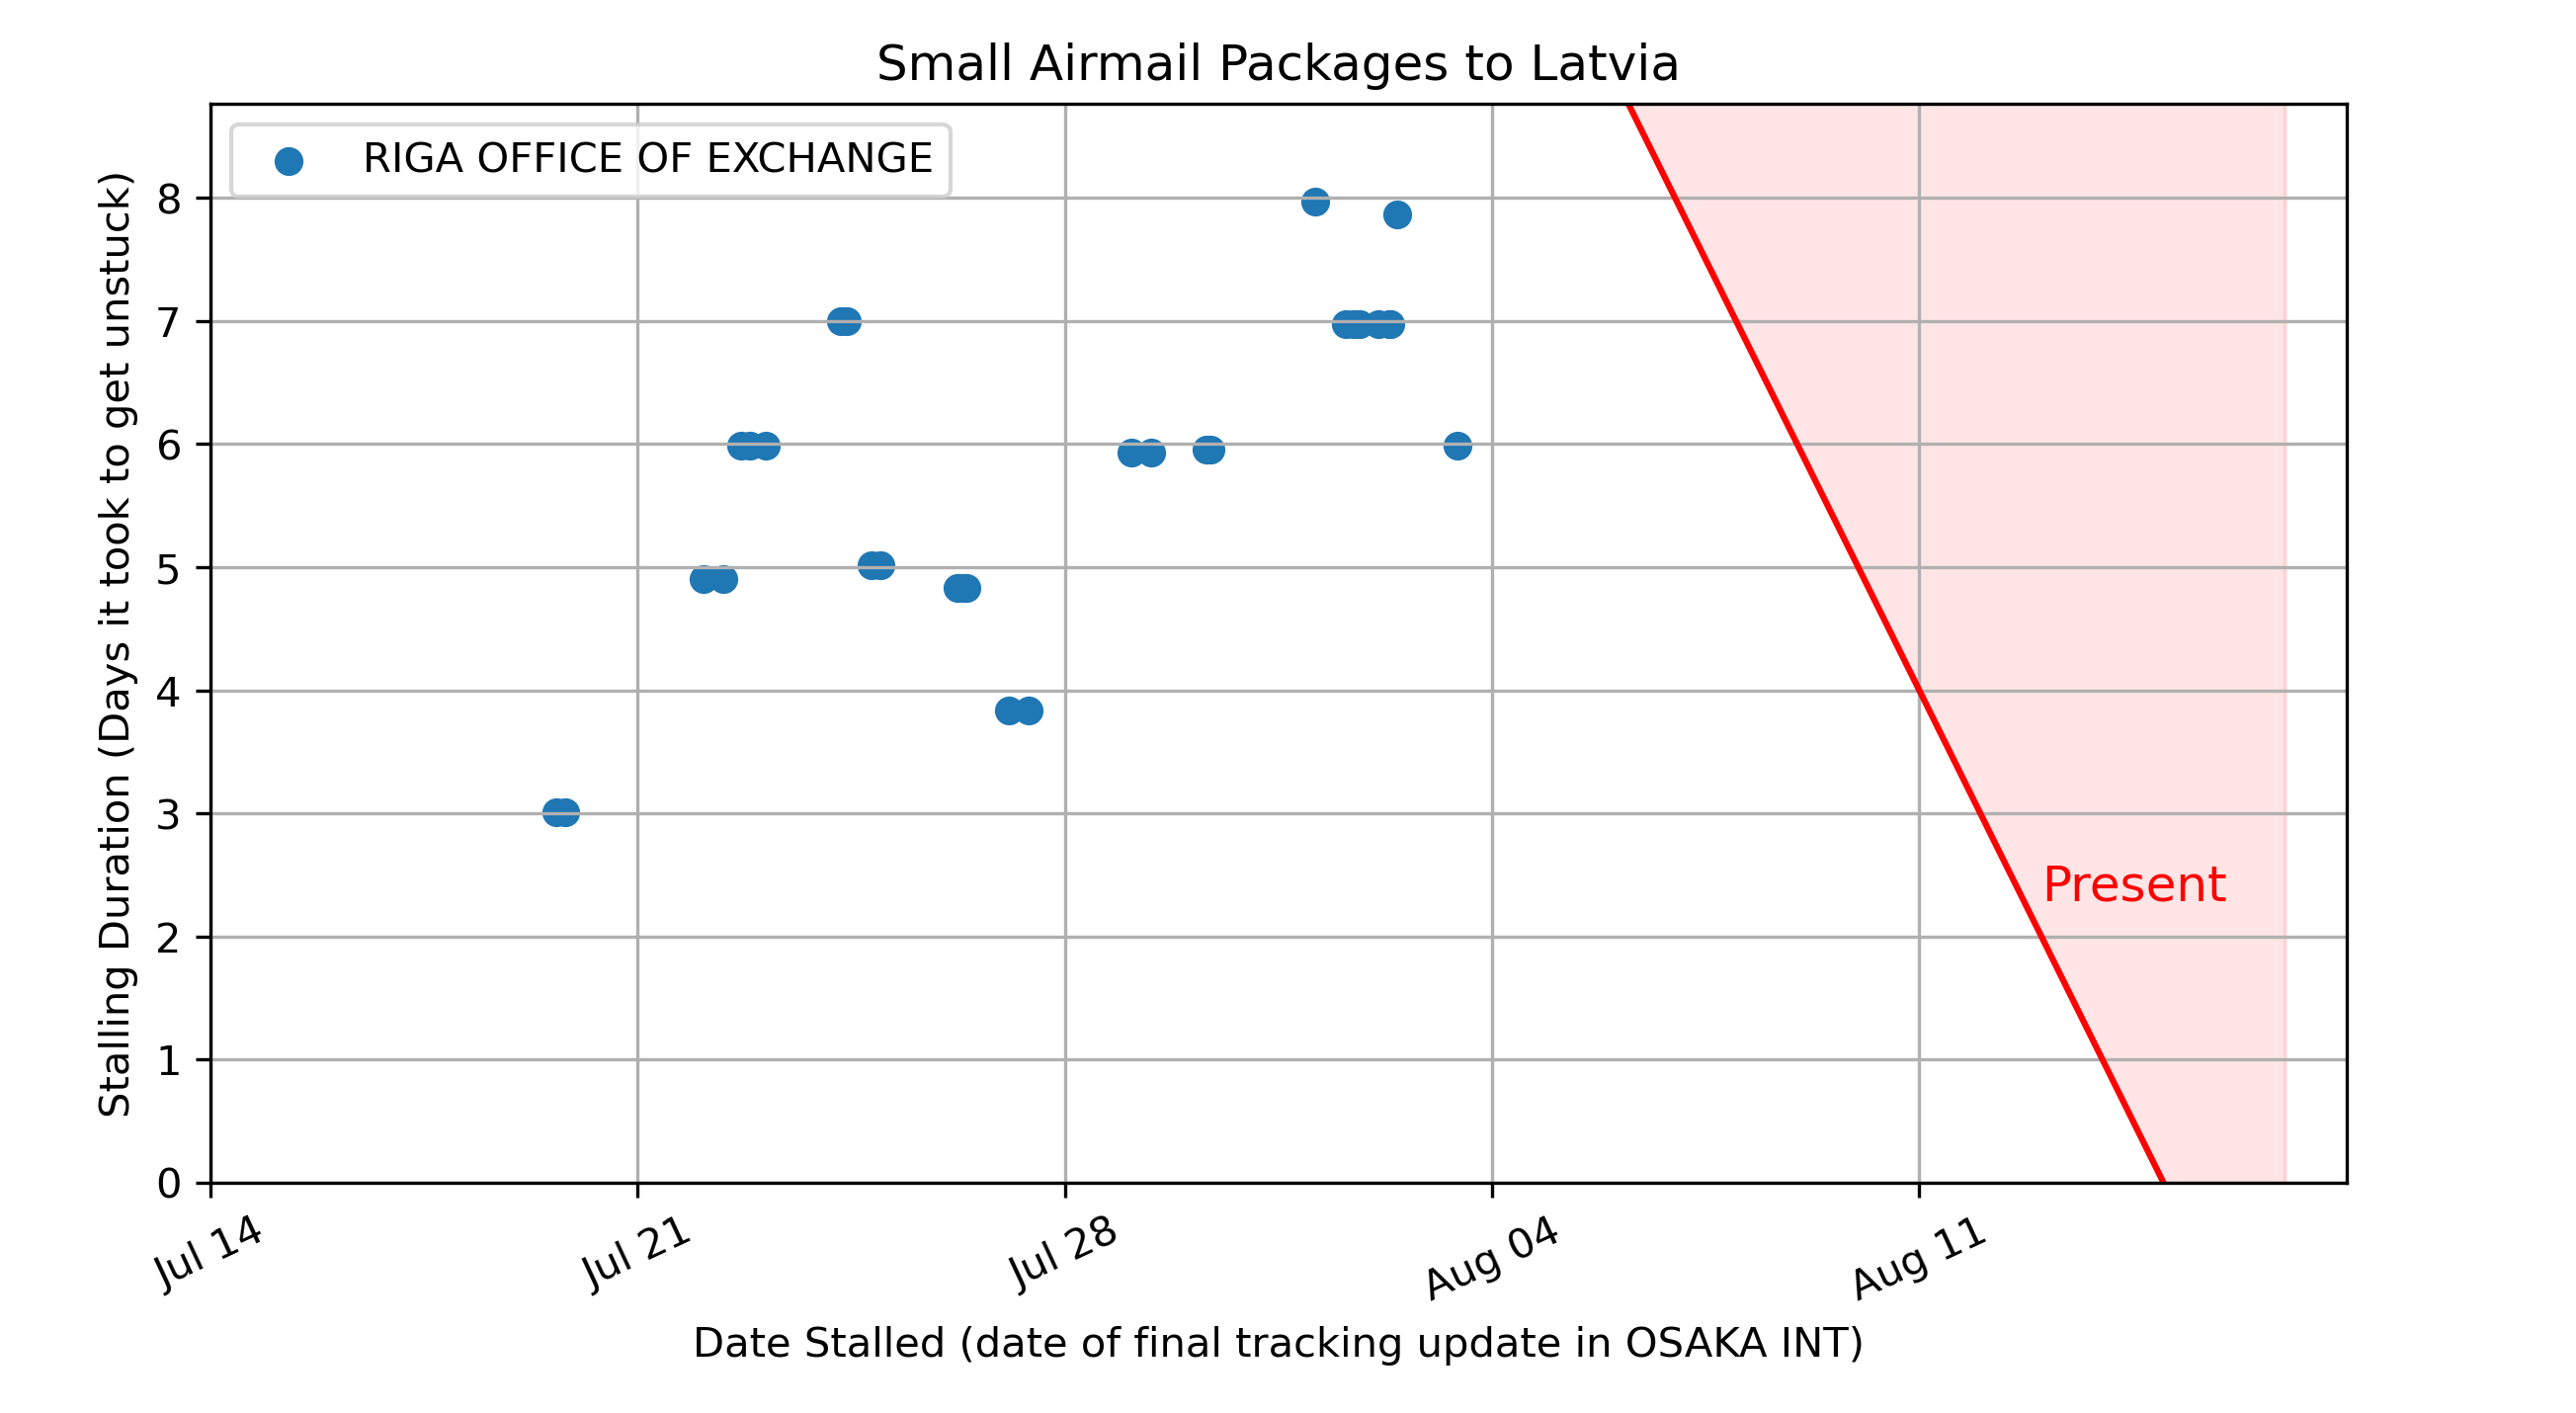 Small Airmail Packages to Latvia
RIGA OFFICE OF EXCHANGE
Stalling Duration (Days it took to get unstuck)
8
7
6
5
4
3
2
1
0
Present
Jul 14
Jul 21
Jul 28
Aug 04
Aug 11
Date Stalled (date of final tracking update in OSAKA INT)